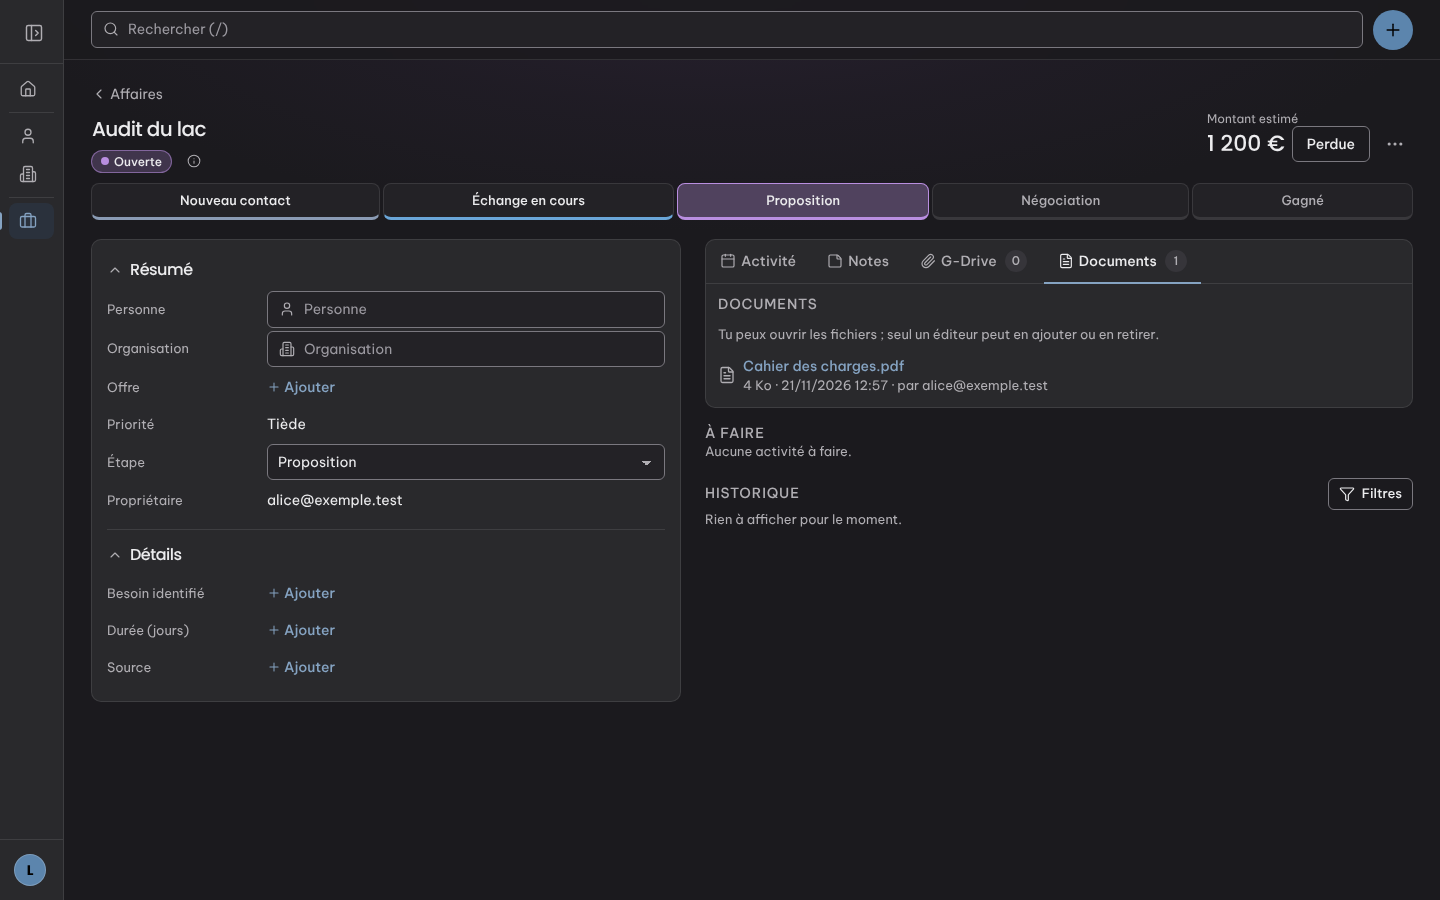 Rechercher (/)
Affaires
Audit du lac
Ouverte
Montant estimé
1 200 €
Perdue
Nouveau contact
Échange en cours
Proposition
Négociation
Gagné
Résumé
Personne
Personne
Organisation
Organisation
Offre
Ajouter
Priorité
Tiède
Étape
Proposition
Propriétaire
alice@exemple.test
Détails
Besoin identifié
Ajouter
Durée (jours)
Ajouter
Source
Ajouter
Activité
Notes
G-Drive 0
Documents 1
DOCUMENTS
Tu peux ouvrir les fichiers ; seul un éditeur peut en ajouter ou en retirer.
Cahier des charges.pdf
4 Ko · 21/11/2026 12:57 · par alice@exemple.test
À FAIRE
Aucune activité à faire.
HISTORIQUE
Filtres
Rien à afficher pour le moment.
L